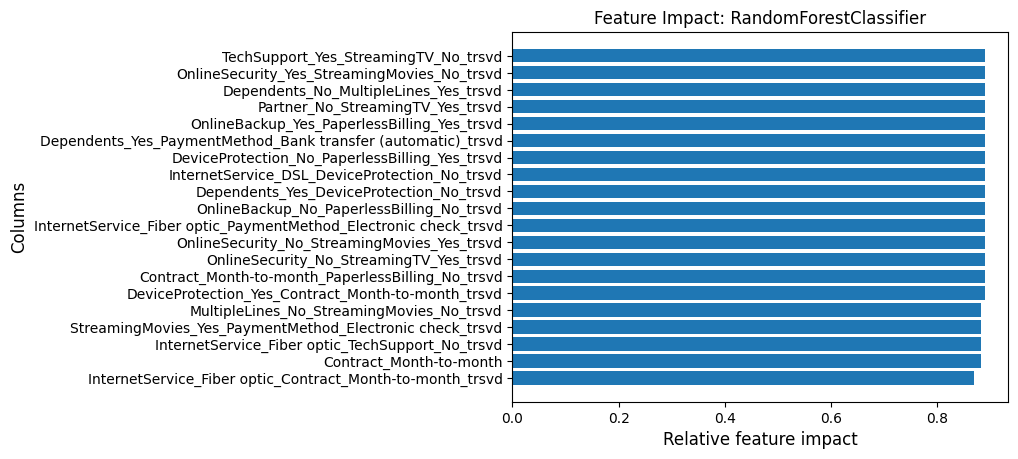 Feature Impact: RandomForestClassifier
TechSupport_Yes_StreamingTV_No_trsvd
OnlineSecurity_Yes_StreamingMovies_No_trsvd
Dependents_No_MultipleLines_Yes_trsvd
Partner_No_StreamingTV_Yes_trsvd
OnlineBackup_Yes_PaperlessBilling_Yes_trsvd
Dependents_Yes_PaymentMethod_Bank transfer (automatic)_trsvd
DeviceProtection_No_PaperlessBilling_Yes_trsvd
InternetService_DSL_DeviceProtection_No_trsvd
Dependents_Yes_DeviceProtection_No_trsvd
OnlineBackup_No_PaperlessBilling_No_trsvd
InternetService_Fiber optic_PaymentMethod_Electronic check_trsvd
OnlineSecurity_No_StreamingMovies_Yes_trsvd
OnlineSecurity_No_StreamingTV_Yes_trsvd
Contract_Month-to-month_PaperlessBilling_No_trsvd
DeviceProtection_Yes_Contract_Month-to-month_trsvd
MultipleLines_No_StreamingMovies_No_trsvd
StreamingMovies_Yes_PaymentMethod_Electronic check_trsvd
InternetService_Fiber optic_TechSupport_No_trsvd
Contract_Month-to-month
InternetService_Fiber optic_Contract_Month-to-month_trsvd
Columns
0.0 0.2 0.4 0.6 0.8
Relative feature impact